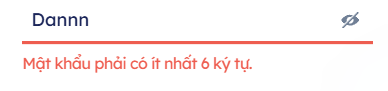 Dannn
Mật khẩu phải có ít nhất 6 ký tự.